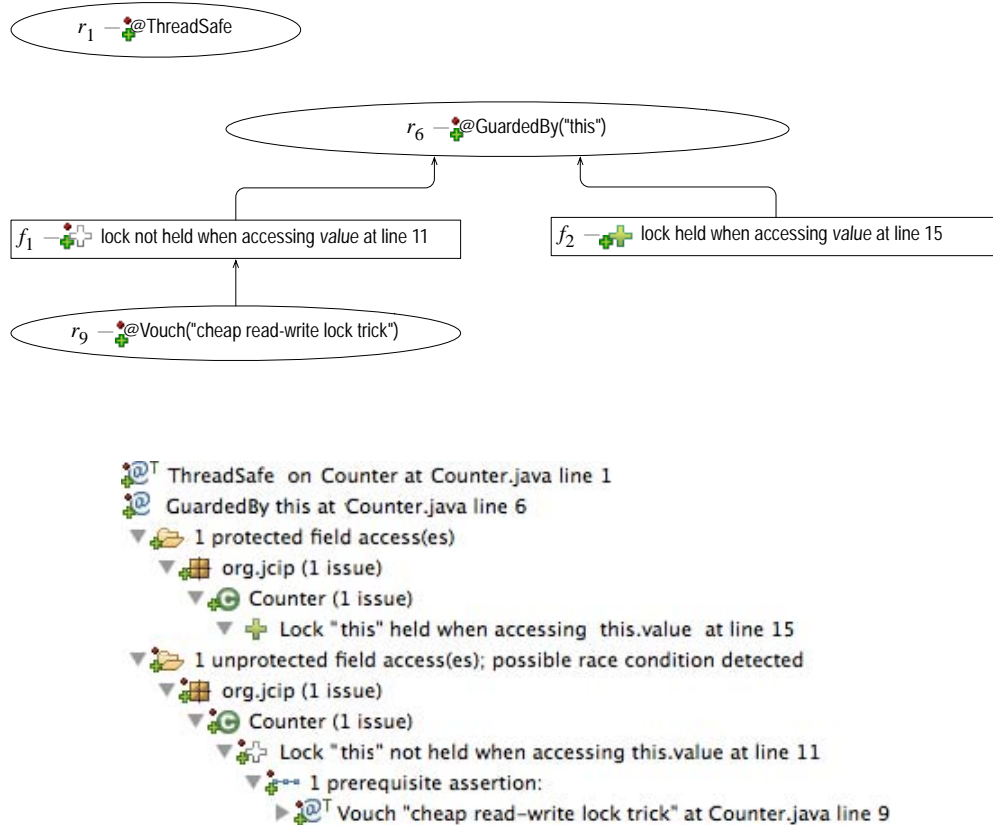 r1 — @ThreadSafe
r6 — @GuardedBy("this")
f1 — lock not held when accessing value at line 11
f2 — lock held when accessing value at line 15
r9 — @Vouch("cheap read-write lock trick")
@T ThreadSafe on Counter at Counter.java line 1
@ GuardedBy this at Counter.java line 6
1 protected field access(es)
org.jcip (1 issue)
C Counter (1 issue)
Lock "this" held when accessing this.value at line 15
1 unprotected field access(es); possible race condition detected
org.jcip (1 issue)
C Counter (1 issue)
Lock "this" not held when accessing this.value at line 11
1 prerequisite assertion:
@T Vouch "cheap read-write lock trick" at Counter.java line 9